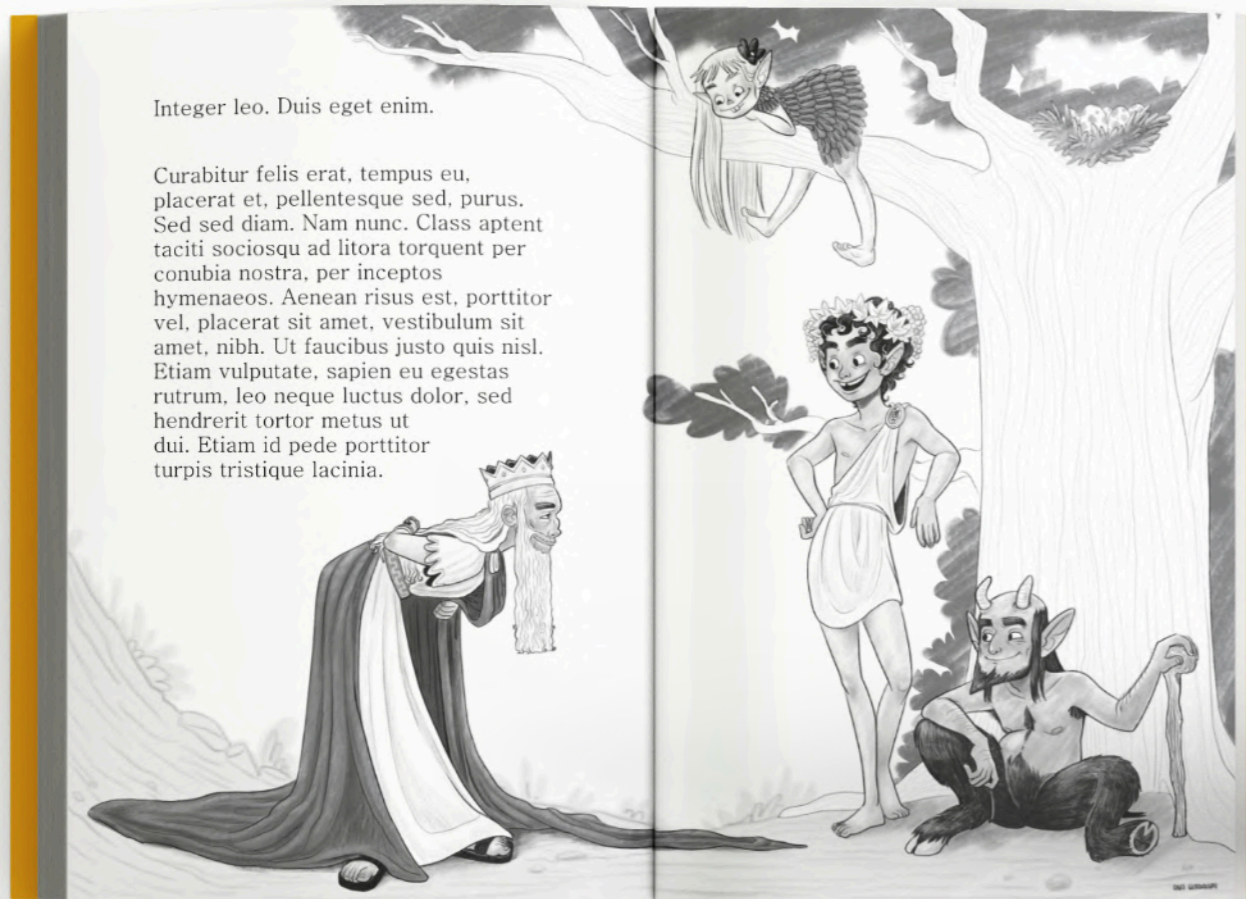 Integer leo. Duis eget enim.
Curabitur felis erat, tempus eu,
placerat et, pellentesque sed, purus.
Sed sed diam. Nam nunc. Class aptent
taciti sociosqu ad litora torquent per
conubia nostra, per inceptos
hymenaeos. Aenean risus est, porttitor
vel, placerat sit amet, vestibulum sit
amet, nibh. Ut faucibus justo quis nisl.
Etiam vulputate, sapien eu egestas
rutrum, leo neque luctus dolor, sed
hendrerit tortor metus ut
dui. Etiam id pede porttitor
turpis tristique lacinia.